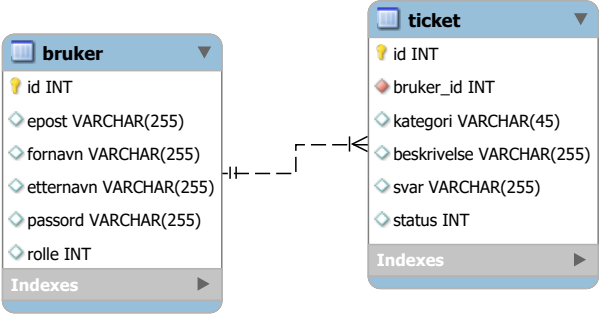 bruker
id INT
epost VARCHAR(255)
fornavn VARCHAR(255)
etternavn VARCHAR(255)
passord VARCHAR(255)
rolle INT
Indexes
ticket
id INT
bruker_id INT
kategori VARCHAR(45)
beskrivelse VARCHAR(255)
svar VARCHAR(255)
status INT
Indexes